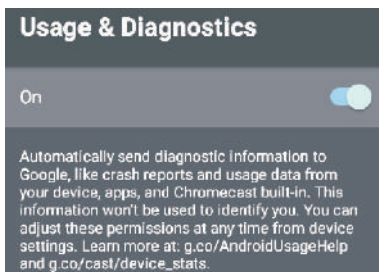 Usage & Diagnostics
On
Automatically send diagnostic information to
Google, like crash reports and usage data from
your device, apps, and Chromecast built-in. This
information won't be used to identify you. You can
adjust these permissions at any time from device
settings. Learn more at: g.co/AndroidUsageHelp
and g.co/cast/device_stats.